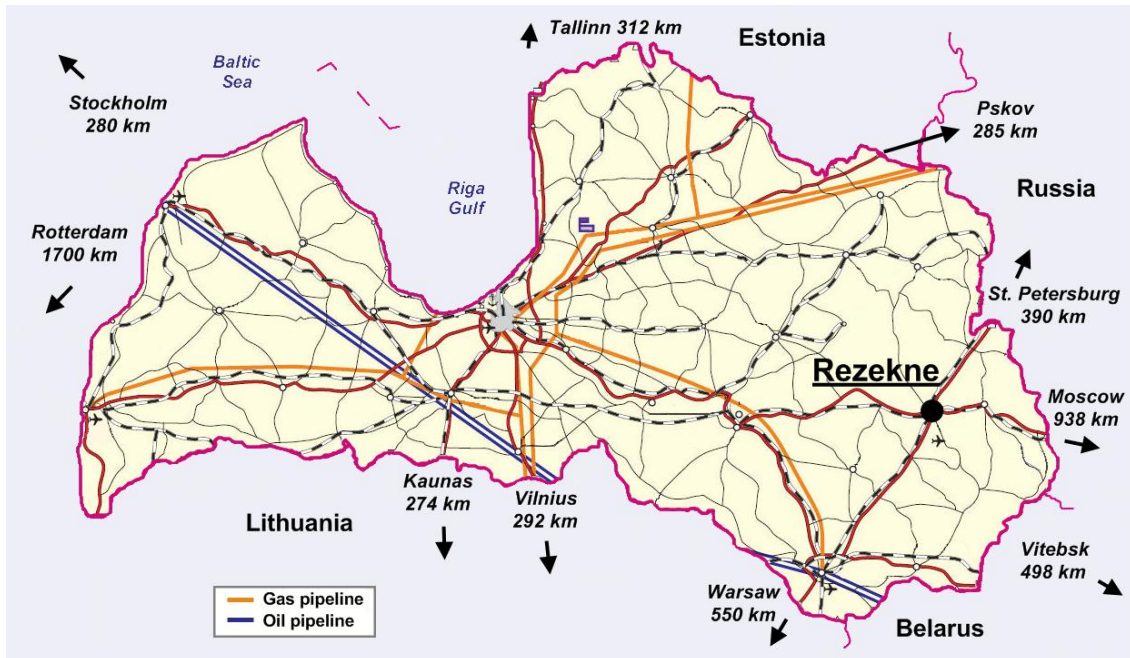 Tallinn 312 km
Estonia
Baltic
Sea
Stockholm
280 km
Pskov
285 km
Riga
Gulf
Russia
Rotterdam
1700 km
St. Petersburg
390 km
Rezekne
Moscow
938 km
Kaunas
274 km
Vilnius
292 km
Lithuania
Vitebsk
498 km
Warsaw
550 km
Gas pipeline
Oil pipeline
Belarus